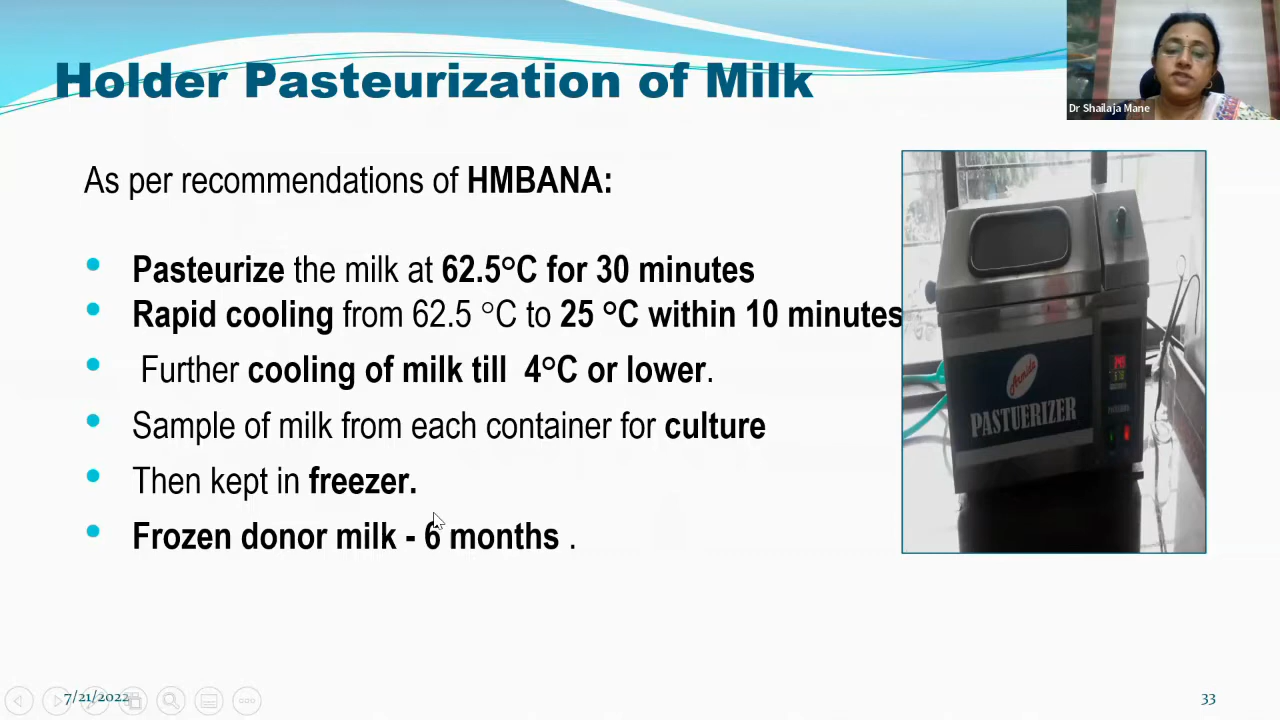 Holder Pasteurization of Milk
Dr Shailaja Mane
As per recommendations of HMBANA:
• Pasteurize the milk at 62.5°C for 30 minutes
• Rapid cooling from 62.5 °C to 25 °C within 10 minutes
• Further cooling of milk till 4°C or lower.
• Sample of milk from each container for culture
• Then kept in freezer.
• Frozen donor milk - 6 months .
PASTUERIZER
7/21/2022
33